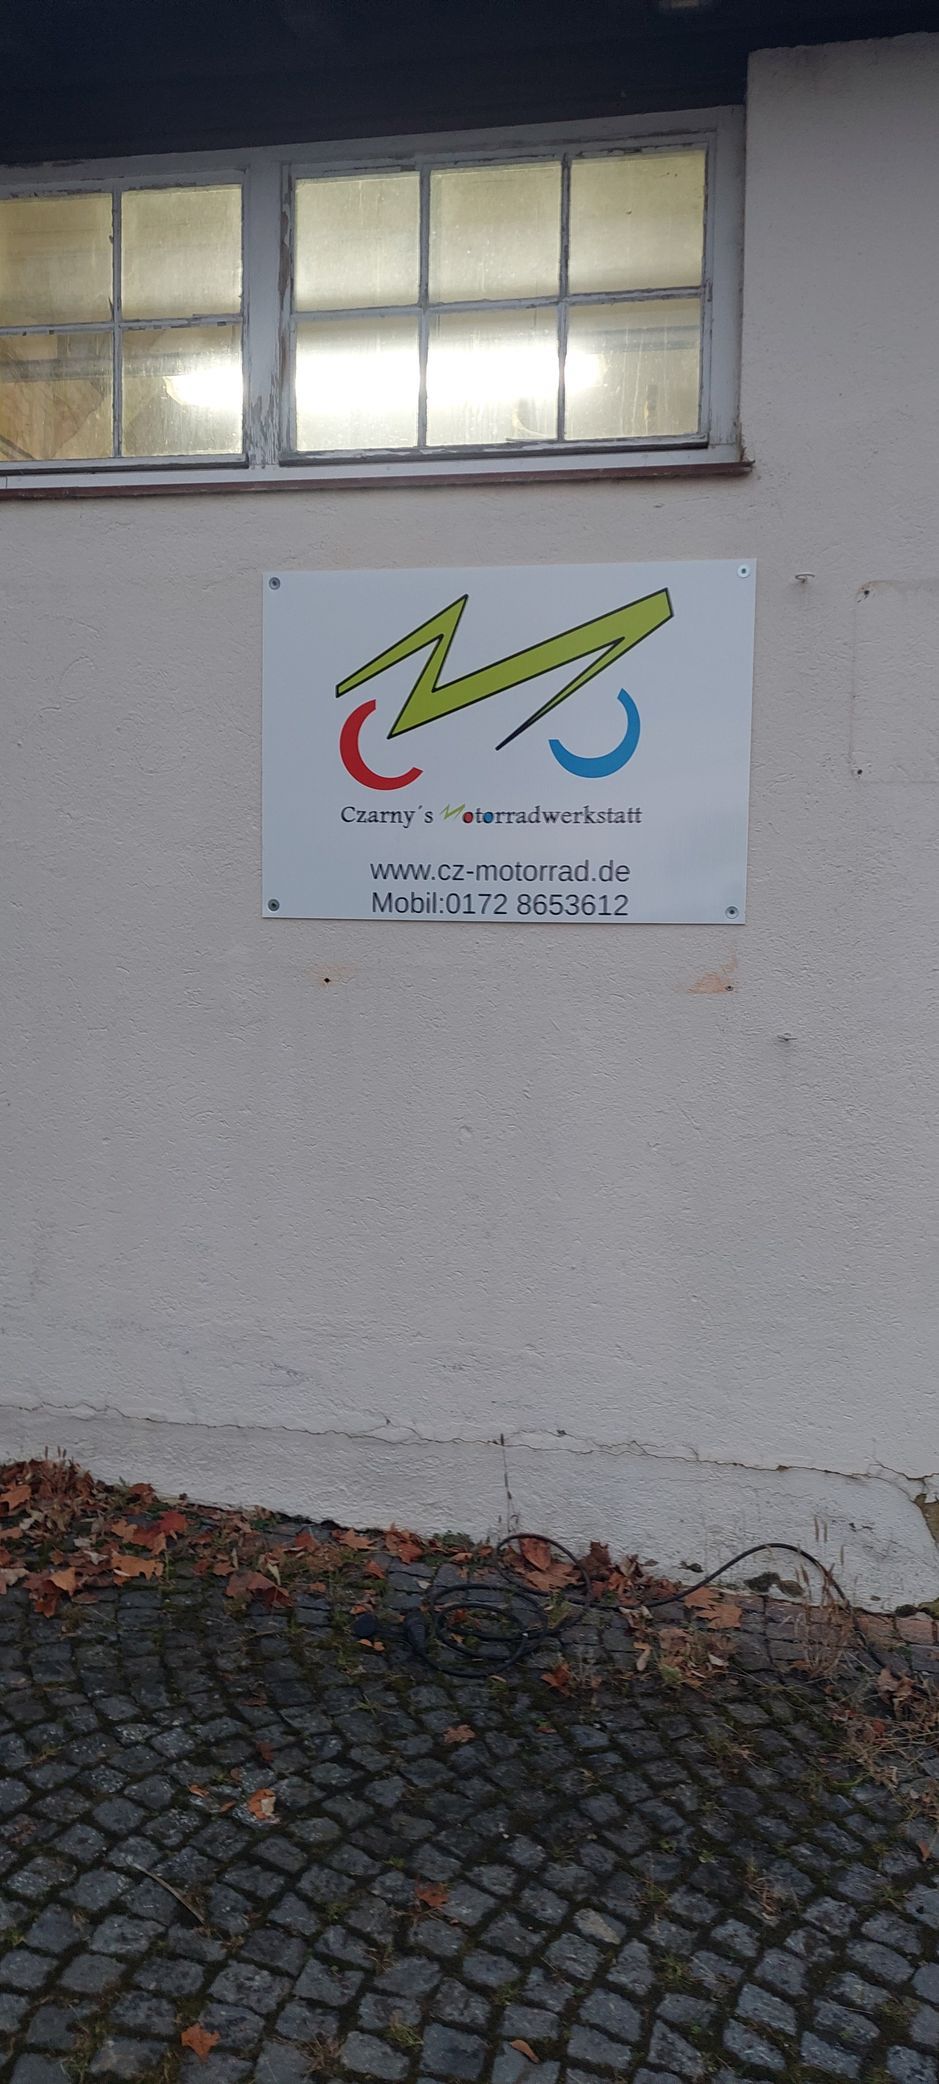 Czarny´s Motorradwerkstatt
www.cz-motorrad.de
Mobil:0172 8653612